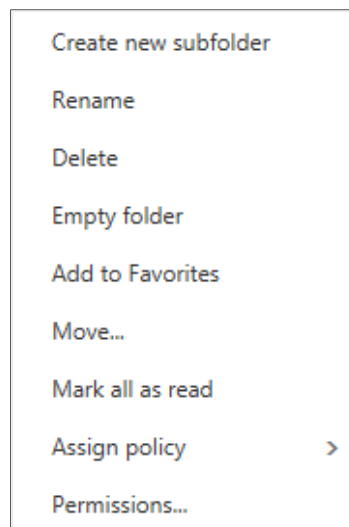 Create new subfolder
Rename
Delete
Empty folder
Add to Favorites
Move...
Mark all as read
Assign policy >
Permissions...